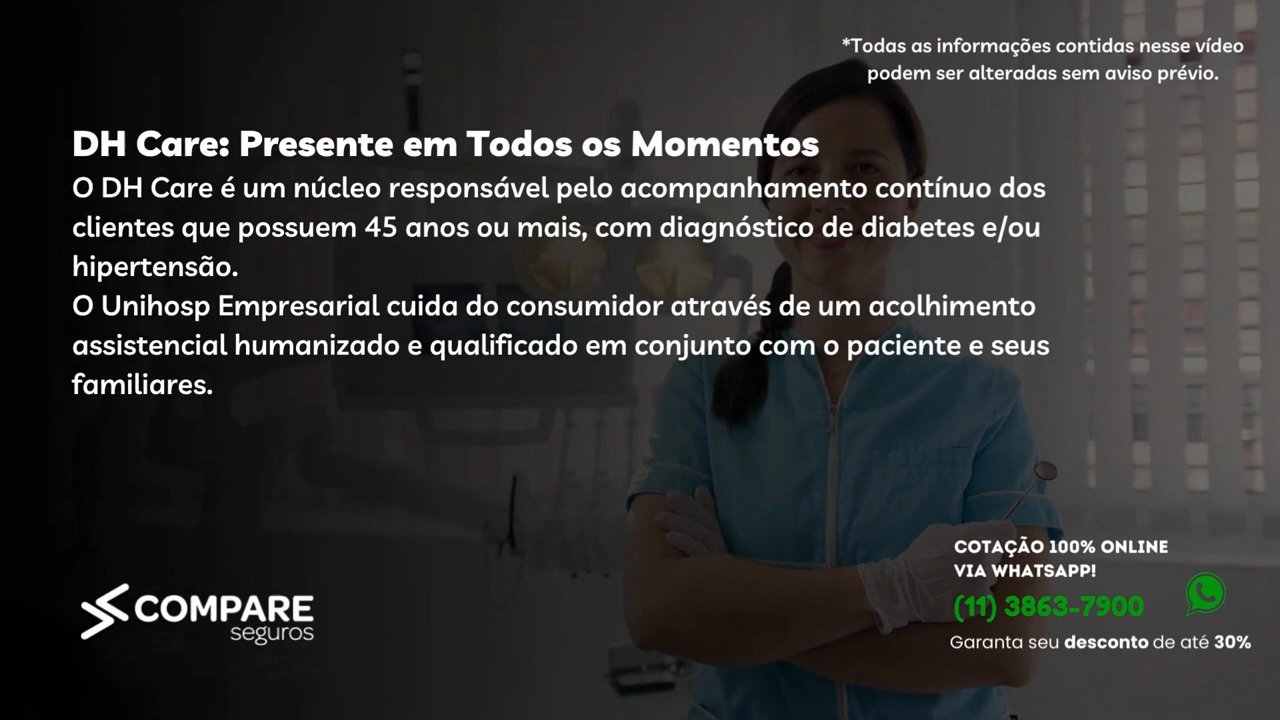 *Todas as informações contidas nesse vídeo
podem ser alteradas sem aviso prévio.
DH Care: Presente em Todos os Momentos
O DH Care é um núcleo responsável pelo acompanhamento contínuo dos
clientes que possuem 45 anos ou mais, com diagnóstico de diabetes e/ou
hipertensão.
O Unihosp Empresarial cuida do consumidor através de um acolhimento
assistencial humanizado e qualificado em conjunto com o paciente e seus
familiares.
COMPARE
seguros
COTAÇÃO 100% ONLINE
VIA WHATSAPP!
(11) 3863-7900
Garanta seu desconto de até 30%